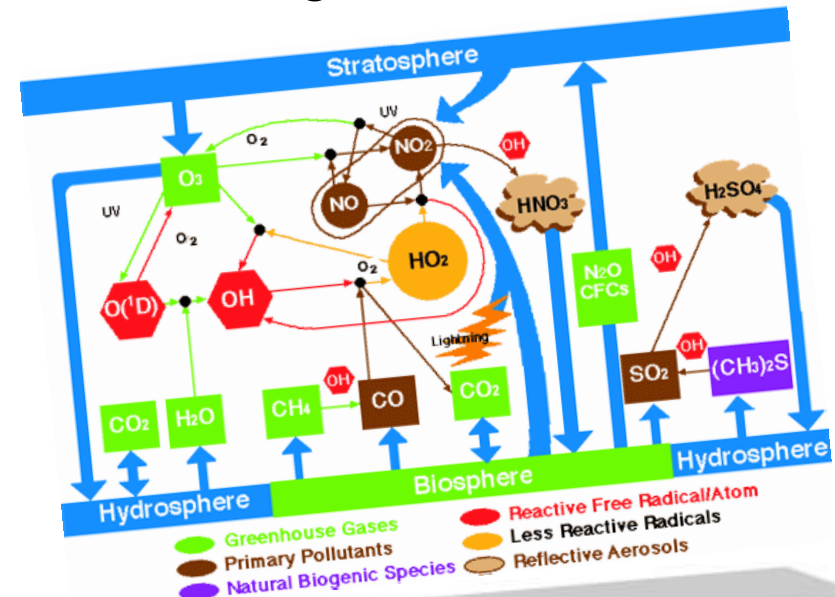 Stratosphere
UV
O2
NO2
OH
O3
NO
HNO3
H2SO4
UV
O2
HO2
O2
N2O
CFCs
OH
O(1D)
OH
Lightning
OH
SO2
OH
(CH3)2S
CO2
H2O
CH4
CO
CO2
Hydrosphere
Biosphere
Hydrosphere
Greenhouse Gases
Primary Pollutants
Natural Biogenic Species
Reactive Free Radical/Atom
Less Reactive Radicals
Reflective Aerosols